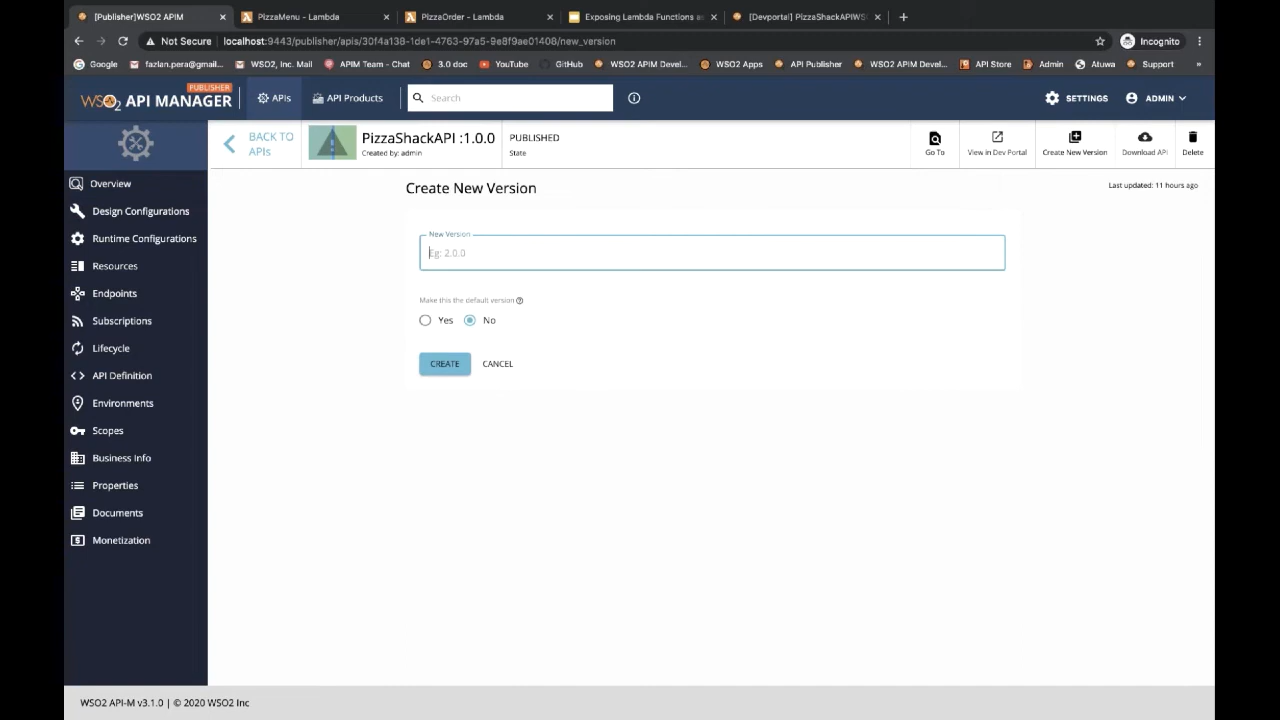 [Publisher]WSO2 APIM
PizzaMenu - Lambda
PizzaOrder - Lambda
Exposing Lambda Functions as
[Devportal] PizzaShackAPIWS
Not Secure
localhost:9443/publisher/apis/30f4a138-1de1-4763-97a5-9e8f9ae01408/new_version
Incognito
Google
fazlan.pera@gmail...
WSO2, Inc. Mail
APIM Team - Chat
3.0 doc
YouTube
GitHub
WSO2 APIM Devel...
WSO2 Apps
API Publisher
WSO2 APIM Devel...
API Store
Admin
Atuwa
Support
PUBLISHER
WSO2 API MANAGER
APIs
API Products
Search
SETTINGS
ADMIN
BACK TO
APIs
PizzaShackAPI :1.0.0
Created by: admin
PUBLISHED
State
Go To
View in Dev Portal
Create New Version
Download API
Delete
Overview
Design Configurations
Runtime Configurations
Resources
Endpoints
Subscriptions
Lifecycle
API Definition
Environments
Scopes
Business Info
Properties
Documents
Monetization
Create New Version
Last updated: 11 hours ago
New Version
Eg: 2.0.0
Make this the default version
Yes
No
CREATE
CANCEL
WSO2 API-M v3.1.0 | © 2020 WSO2 Inc